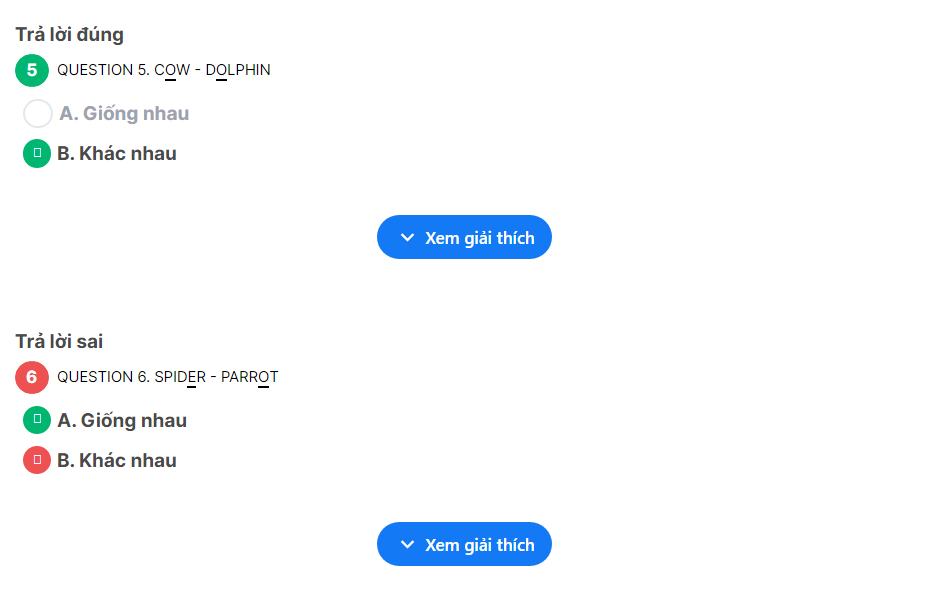 Trả lời đúng
5 QUESTION 5. COW - DOLPHIN
A. Giống nhau
B. Khác nhau
Xem giải thích
Trả lời sai
6 QUESTION 6. SPIDER - PARROT
A. Giống nhau
B. Khác nhau
Xem giải thích